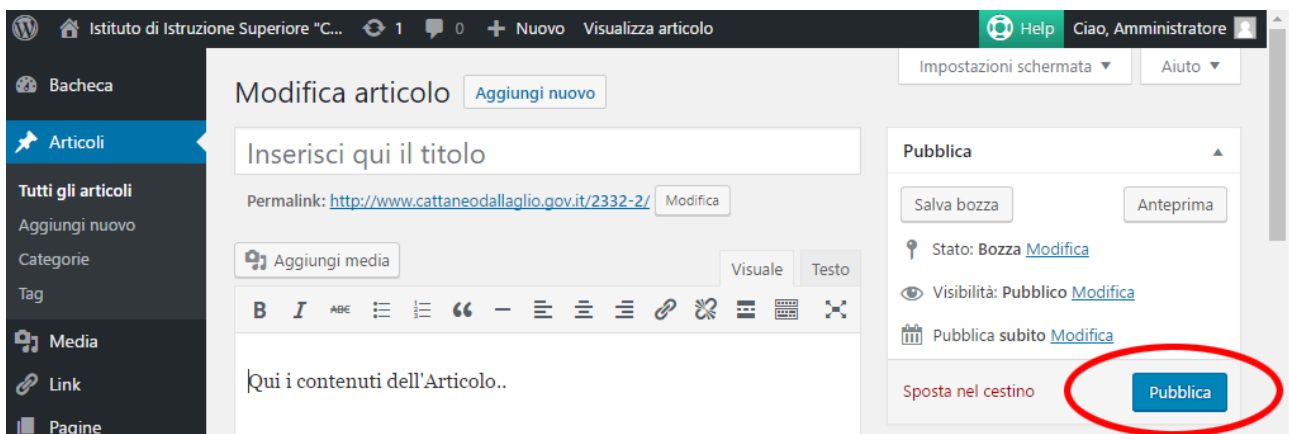 Istituto di Istruzione Superiore "C... 1 0 + Nuovo Visualizza articolo Help Ciao, Amministratore
Impostazioni schermata ▼ Aiuto ▼
Bacheca
Articoli
Tutti gli articoli
Aggiungi nuovo
Categorie
Tag
Media
Link
Pagine
Modifica articolo Aggiungi nuovo
Inserisci qui il titolo
Permalink: http://www.cattaneodallaglio.gov.it/2332-2/ Modifica
Aggiungi media
Visuale Testo
B I ABE
Qui i contenuti dell'Articolo..
Pubblica
Salva bozza Anteprima
Stato: Bozza Modifica
Visibilità: Pubblico Modifica
Pubblica subito Modifica
Sposta nel cestino Pubblica